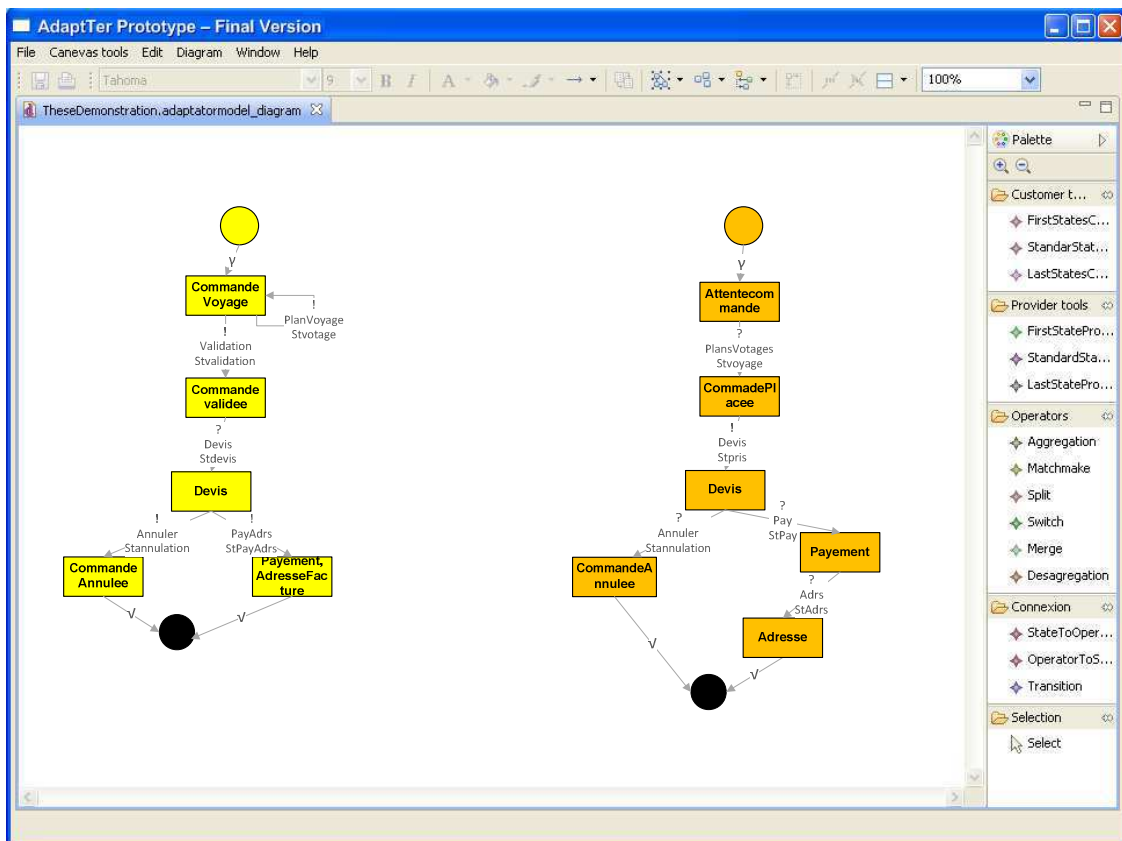 AdaptTer Prototype – Final Version
File Canevas tools Edit Diagram Window Help
Tahoma 9 B I A 100%
TheseDemonstration.adaptatormodel_diagram
γ
Commande
Voyage
!
PlanVoyage
Stvotage
!
Validation
Stvalidation
Commande
validee
?
Devis
Stdevis
Devis
!
Annuler
Stannulation
!
PayAdrs
StPayAdrs
Commande
Annulee
Payement,
AdresseFac
ture
√
√
γ
Attentecom
mande
?
PlansVotages
Stvoyage
CommadePl
acee
!
Devis
Stpris
Devis
?
Annuler
Stannulation
?
Pay
StPay
CommandeA
nnulee
Payement
?
Adrs
StAdrs
Adresse
√
√
Palette
Customer t...
FirstStatesC...
StandarStat...
LastStatesC...
Provider tools
FirstStatePro...
StandardSta...
LastStatePro...
Operators
Aggregation
Matchmake
Split
Switch
Merge
Desagregation
Connexion
StateToOper...
OperatorToS...
Transition
Selection
Select